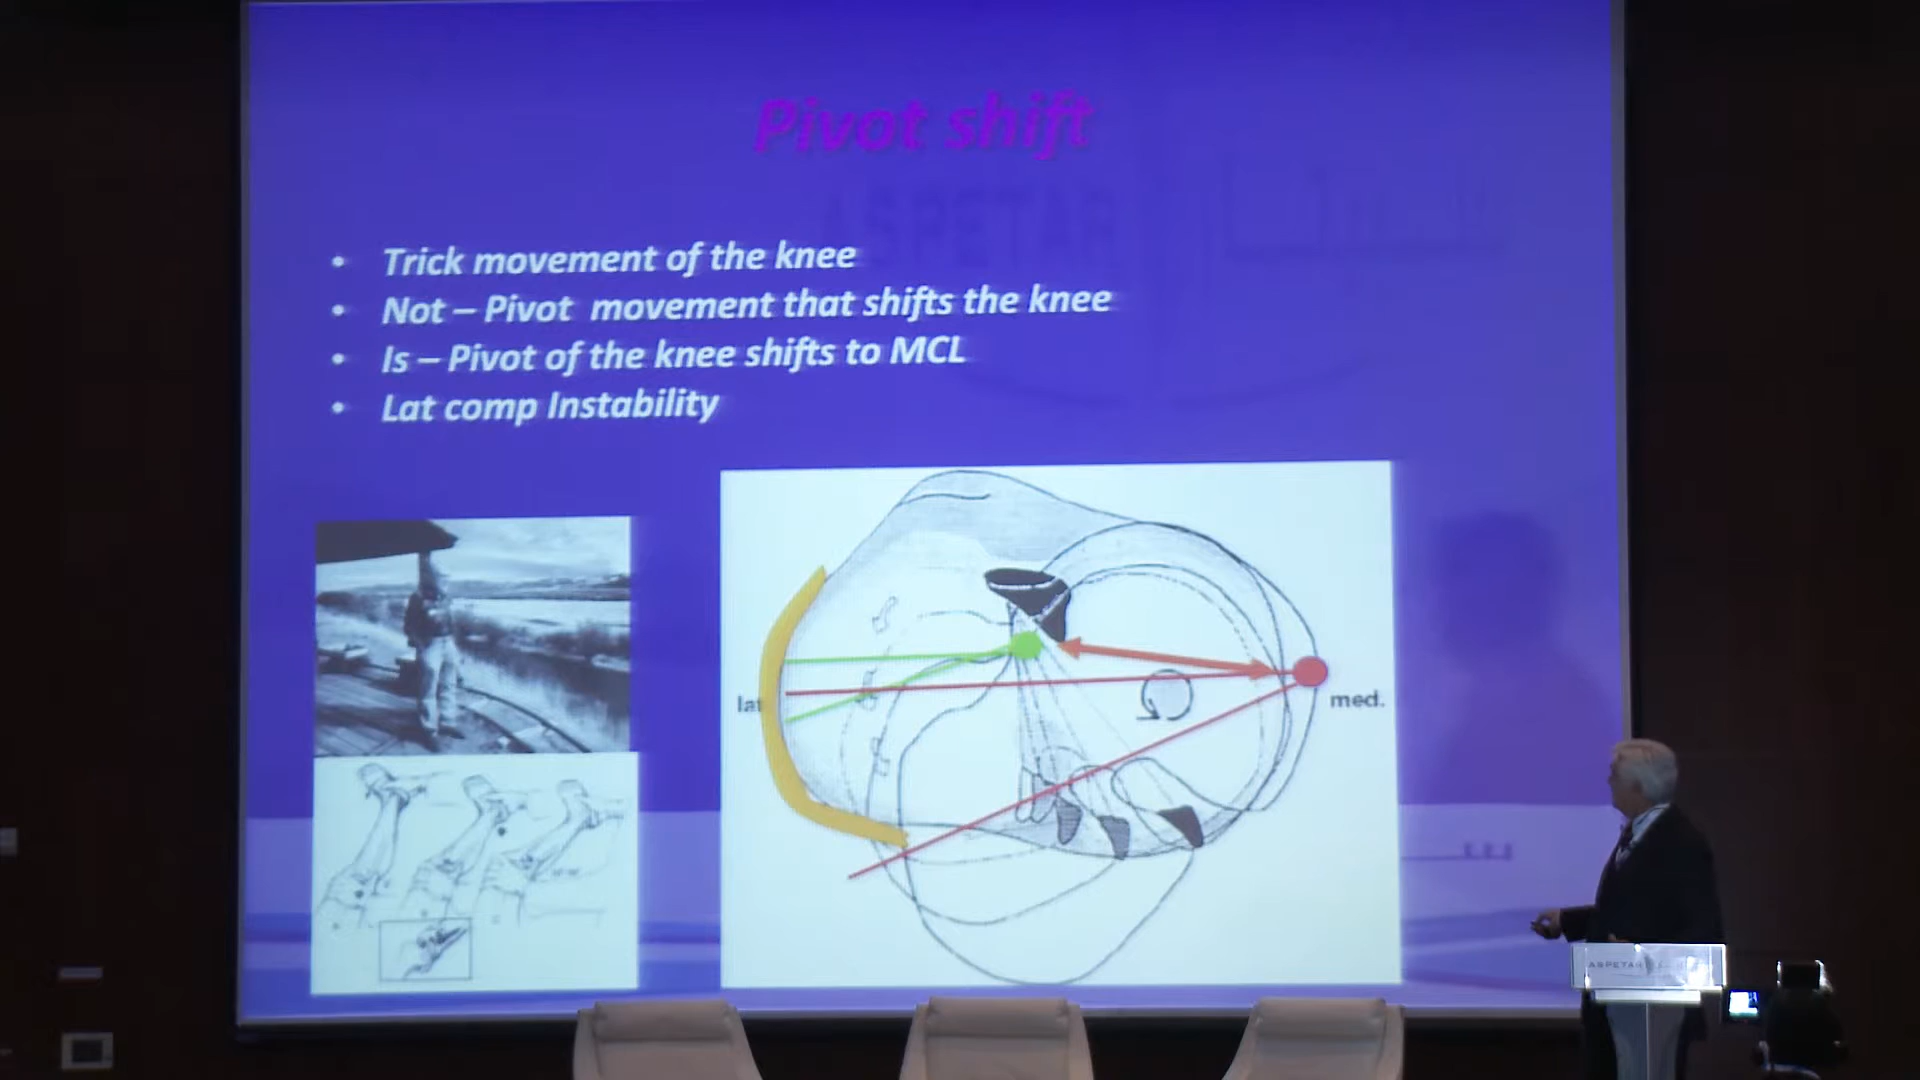 Pivot shift
ASPETAR
• Trick movement of the knee
• Not – Pivot movement that shifts the knee
• Is – Pivot of the knee shifts to MCL
• Lat comp Instability
lat
med.
ASPETAR